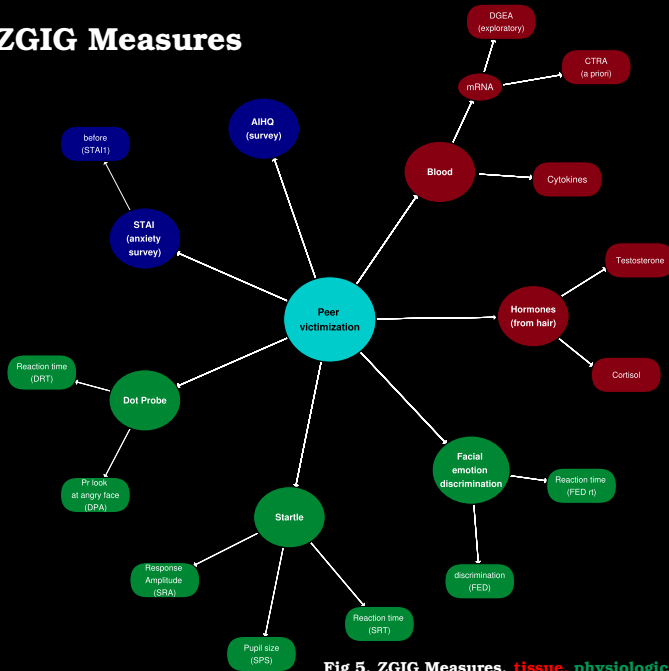 ZGIG Measures
DGEA
(exploratory)
CTRA
(a priori)
mRNA
AIHQ
(survey)
before
(STAI1)
Blood
Cytokines
STAI
(anxiety
survey)
Testosterone
Peer
victimization
Hormones
(from hair)
Reaction time
(DRT)
Cortisol
Dot Probe
Facial
emotion
discrimination
Pr look
at angry face
(DPA)
Reaction time
(FED rt)
Startle
Response
Amplitude
(SRA)
discrimination
(FED)
Reaction time
(SRT)
Pupil size
(SPS)
Fig 5. ZGIG Measures, tissue, physiologic